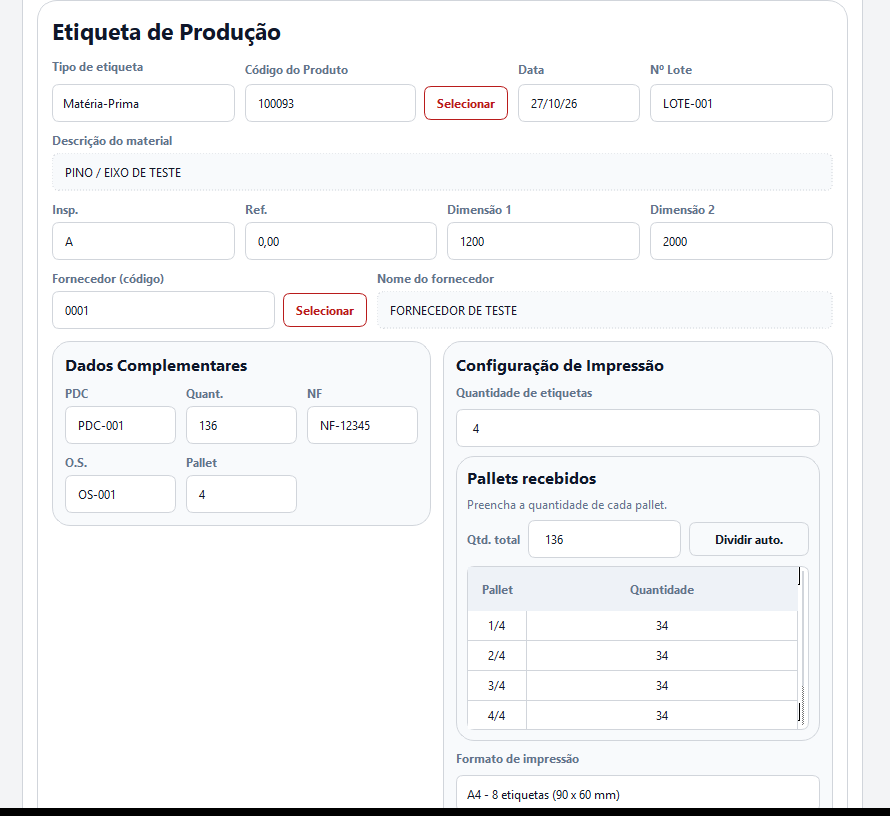 Etiqueta de Produção
Tipo de etiqueta Código do Produto Data Nº Lote
Matéria-Prima 100093 Selecionar 27/10/26 LOTE-001
Descrição do material
PINO / EIXO DE TESTE
Insp. Ref. Dimensão 1 Dimensão 2
A 0,00 1200 2000
Fornecedor (código) Nome do fornecedor
0001 Selecionar FORNECEDOR DE TESTE
Dados Complementares
PDC Quant. NF
PDC-001 136 NF-12345
O.S. Pallet
OS-001 4
Configuração de Impressão
Quantidade de etiquetas
4
Pallets recebidos
Preencha a quantidade de cada pallet.
Qtd. total 136 Dividir auto.
Pallet Quantidade
1/4 34
2/4 34
3/4 34
4/4 34
Formato de impressão
A4 - 8 etiquetas (90 x 60 mm)